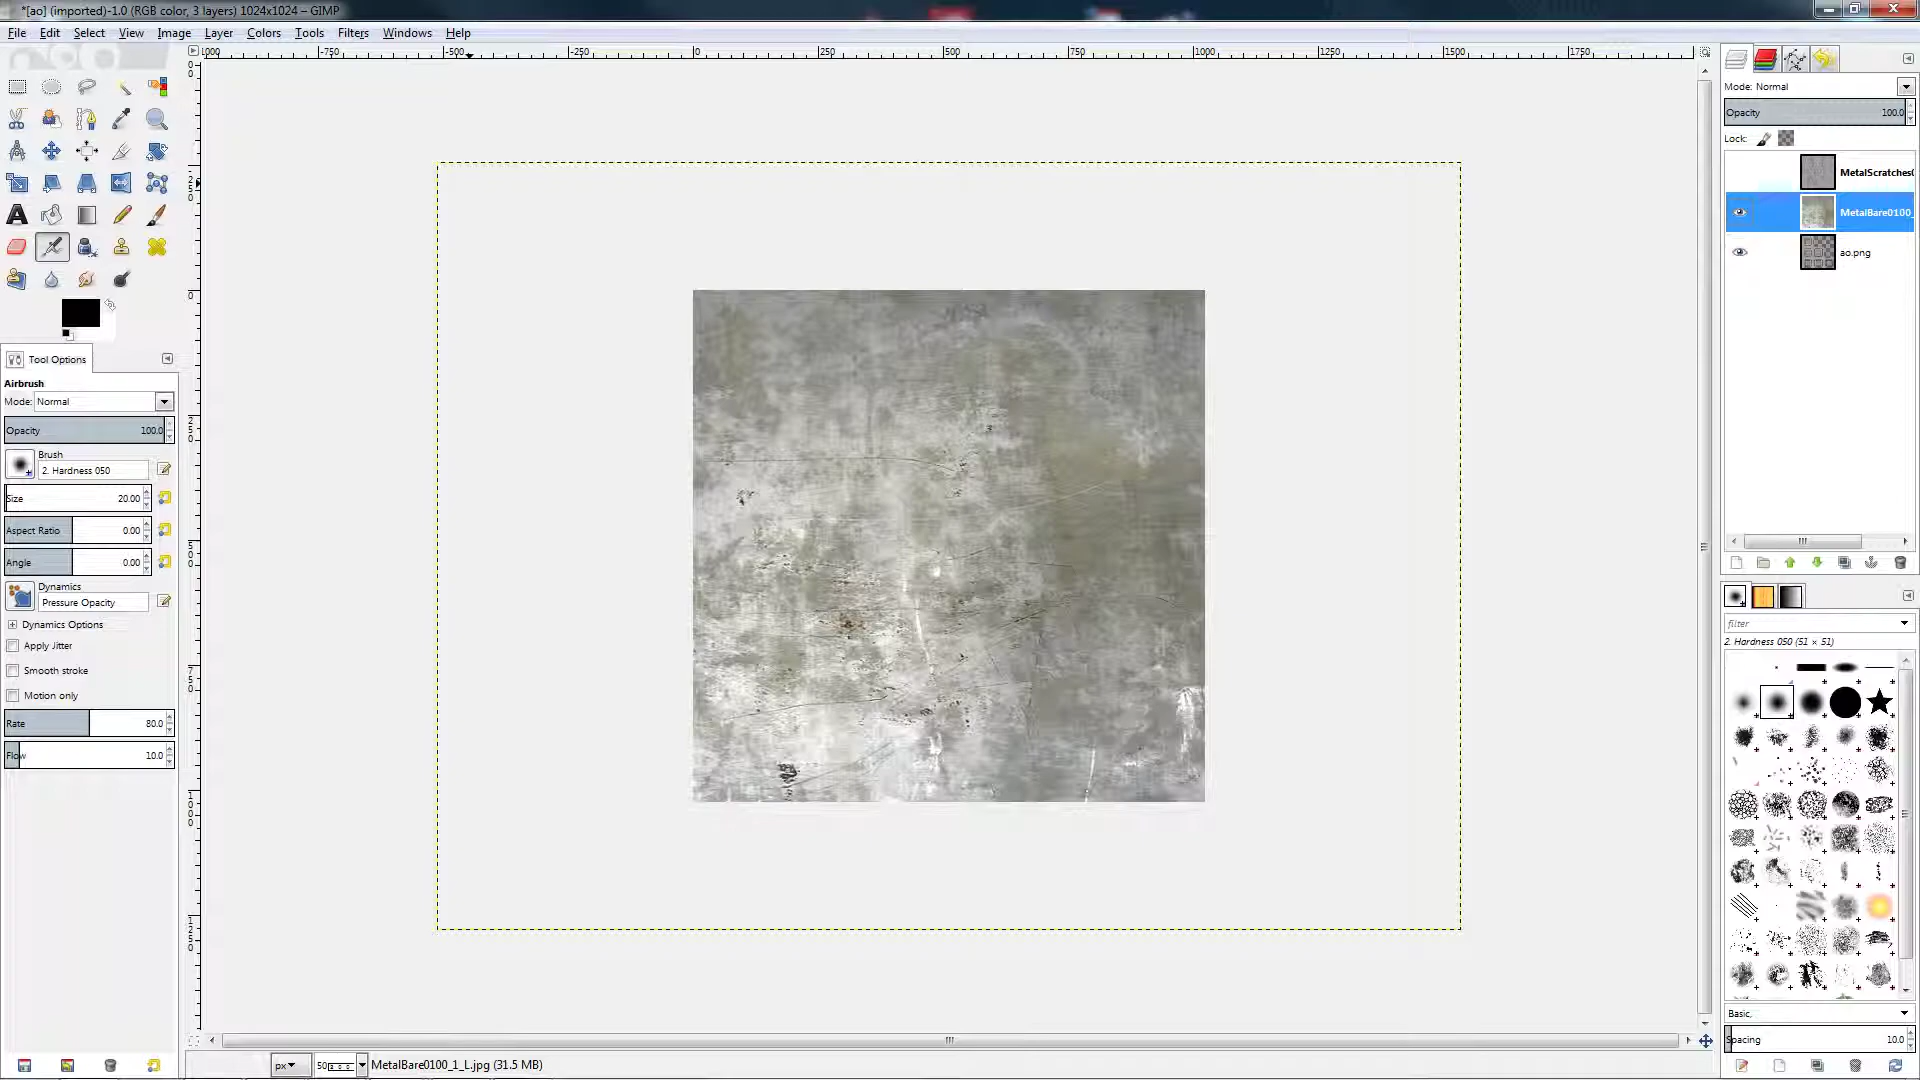 *[ao] (imported)-1.0 (RGB color, 3 layers) 1024x1024 – GIMP
File Edit Select View Image Layer Colors Tools Filters Windows Help
1000 -750 -500 -250 0 250 500 750 1000 1250 1500 1750
Mode: Normal
Opacity 100.0
Lock:
MetalScratches
MetalBare0100_
ao.png
Tool Options
Airbrush
Mode: Normal
Opacity 100.0
Brush
2. Hardness 050
Size 20.00
Aspect Ratio 0.00
Angle 0.00
Dynamics
Pressure Opacity
Dynamics Options
Apply Jitter
Smooth stroke
Motion only
Rate 80.0
Flow 10.0
filter
2. Hardness 050 (51 × 51)
Basic,
Spacing 10.0
px 50 MetalBare0100_1_L.jpg (31.5 MB)